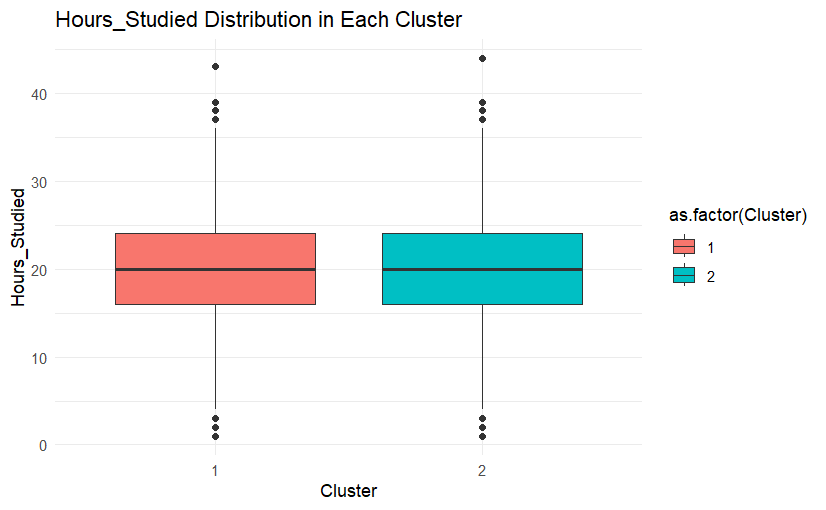 Hours_Studied Distribution in Each Cluster
Hours_Studied
40
30
20
10
0
1
2
Cluster
as.factor(Cluster)
1
2